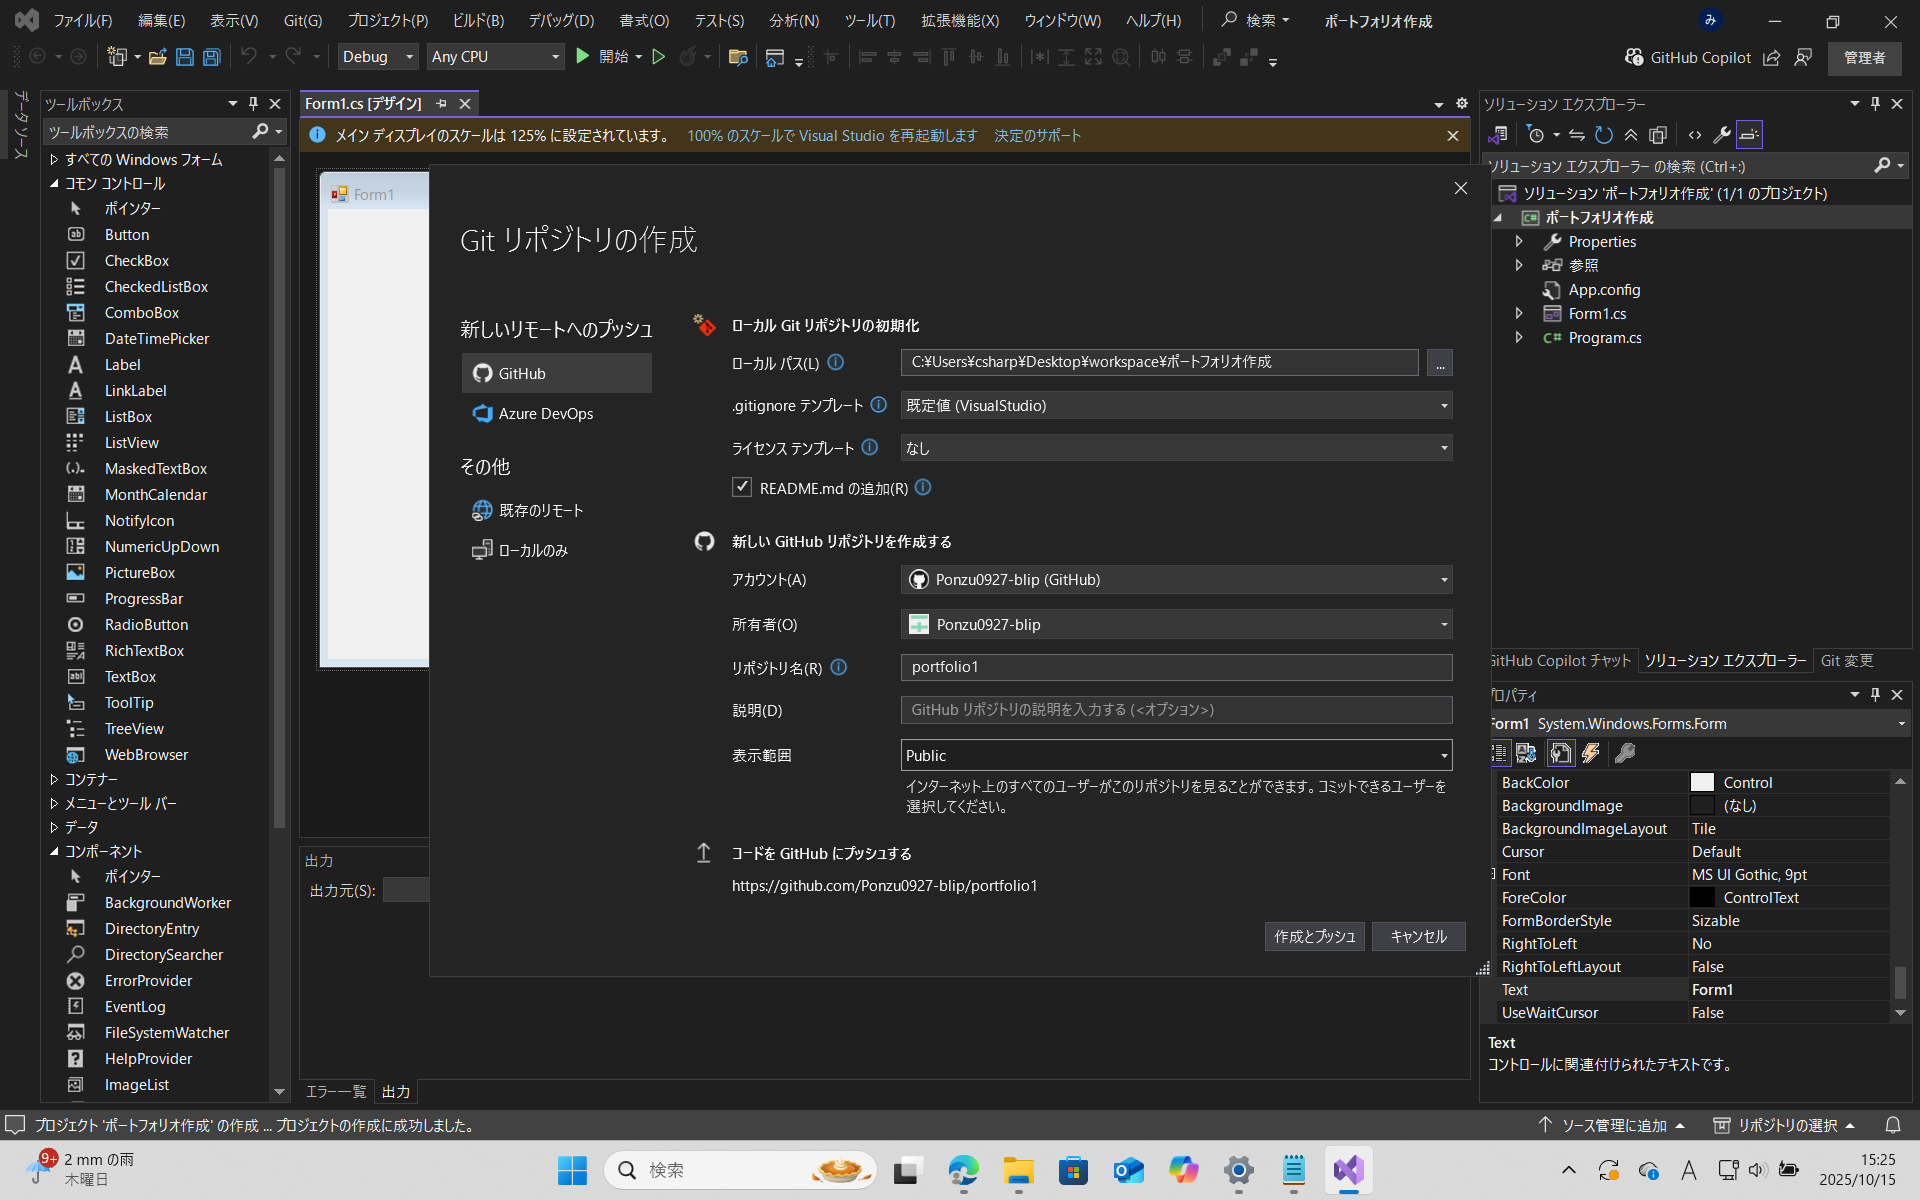 ファイル(F) 編集(E) 表示(V) Git(G) プロジェクト(P) ビルド(B) デバッグ(D) 書式(O) テスト(S) 分析(N) ツール(T) 拡張機能(X) ウィンドウ(W) ヘルプ(H) 検索 ポートフォリオ作成 み
Debug Any CPU 開始 GitHub Copilot 管理者
データ ソース
ツールボックス
ツールボックスの検索
すべての Windows フォーム
コモン コントロール
ポインター
Button
CheckBox
CheckedListBox
ComboBox
DateTimePicker
Label
LinkLabel
ListBox
ListView
MaskedTextBox
MonthCalendar
NotifyIcon
NumericUpDown
PictureBox
ProgressBar
RadioButton
RichTextBox
TextBox
ToolTip
TreeView
WebBrowser
コンテナー
メニューとツール バー
データ
コンポーネント
ポインター
BackgroundWorker
DirectoryEntry
DirectorySearcher
ErrorProvider
EventLog
FileSystemWatcher
HelpProvider
ImageList
Form1.cs [デザイン]
メイン ディスプレイのスケールは 125% に設定されています。 100% のスケールで Visual Studio を再起動します 決定のサポート
Form1
Git リポジトリの作成
新しいリモートへのプッシュ
GitHub
Azure DevOps
その他
既存のリモート
ローカルのみ
ローカル Git リポジトリの初期化
ローカル パス(L) C:¥Users¥csharp¥Desktop¥workspace¥ポートフォリオ作成 ...
.gitignore テンプレート 既定値 (VisualStudio)
ライセンス テンプレート なし
README.md の追加(R)
新しい GitHub リポジトリを作成する
アカウント(A) Ponzu0927-blip (GitHub)
所有者(O) Ponzu0927-blip
リポジトリ名(R) portfolio1
説明(D) GitHub リポジトリの説明を入力する (<オプション>)
表示範囲 Public
インターネット上のすべてのユーザーがこのリポジトリを見ることができます。コミットできるユーザーを
選択してください。
コードを GitHub にプッシュする
https://github.com/Ponzu0927-blip/portfolio1
作成とプッシュ キャンセル
出力
出力元(S):
エラー一覧 出力
ソリューション エクスプローラー
ソリューション エクスプローラー の検索 (Ctrl+:)
ソリューション 'ポートフォリオ作成' (1/1 のプロジェクト)
ポートフォリオ作成
Properties
参照
App.config
Form1.cs
C# Program.cs
GitHub Copilot チャット ソリューション エクスプローラー Git 変更
プロパティ
Form1 System.Windows.Forms.Form
BackColor Control
BackgroundImage (なし)
BackgroundImageLayout Tile
Cursor Default
Font MS UI Gothic, 9pt
ForeColor ControlText
FormBorderStyle Sizable
RightToLeft No
RightToLeftLayout False
Text Form1
UseWaitCursor False
Text
コントロールに関連付けられたテキストです。
プロジェクト 'ポートフォリオ作成' の作成 ... プロジェクトの作成に成功しました。 ソース管理に追加 リポジトリの選択
9+ 2 mm の雨
木曜日
検索
A
15:25
2025/10/15